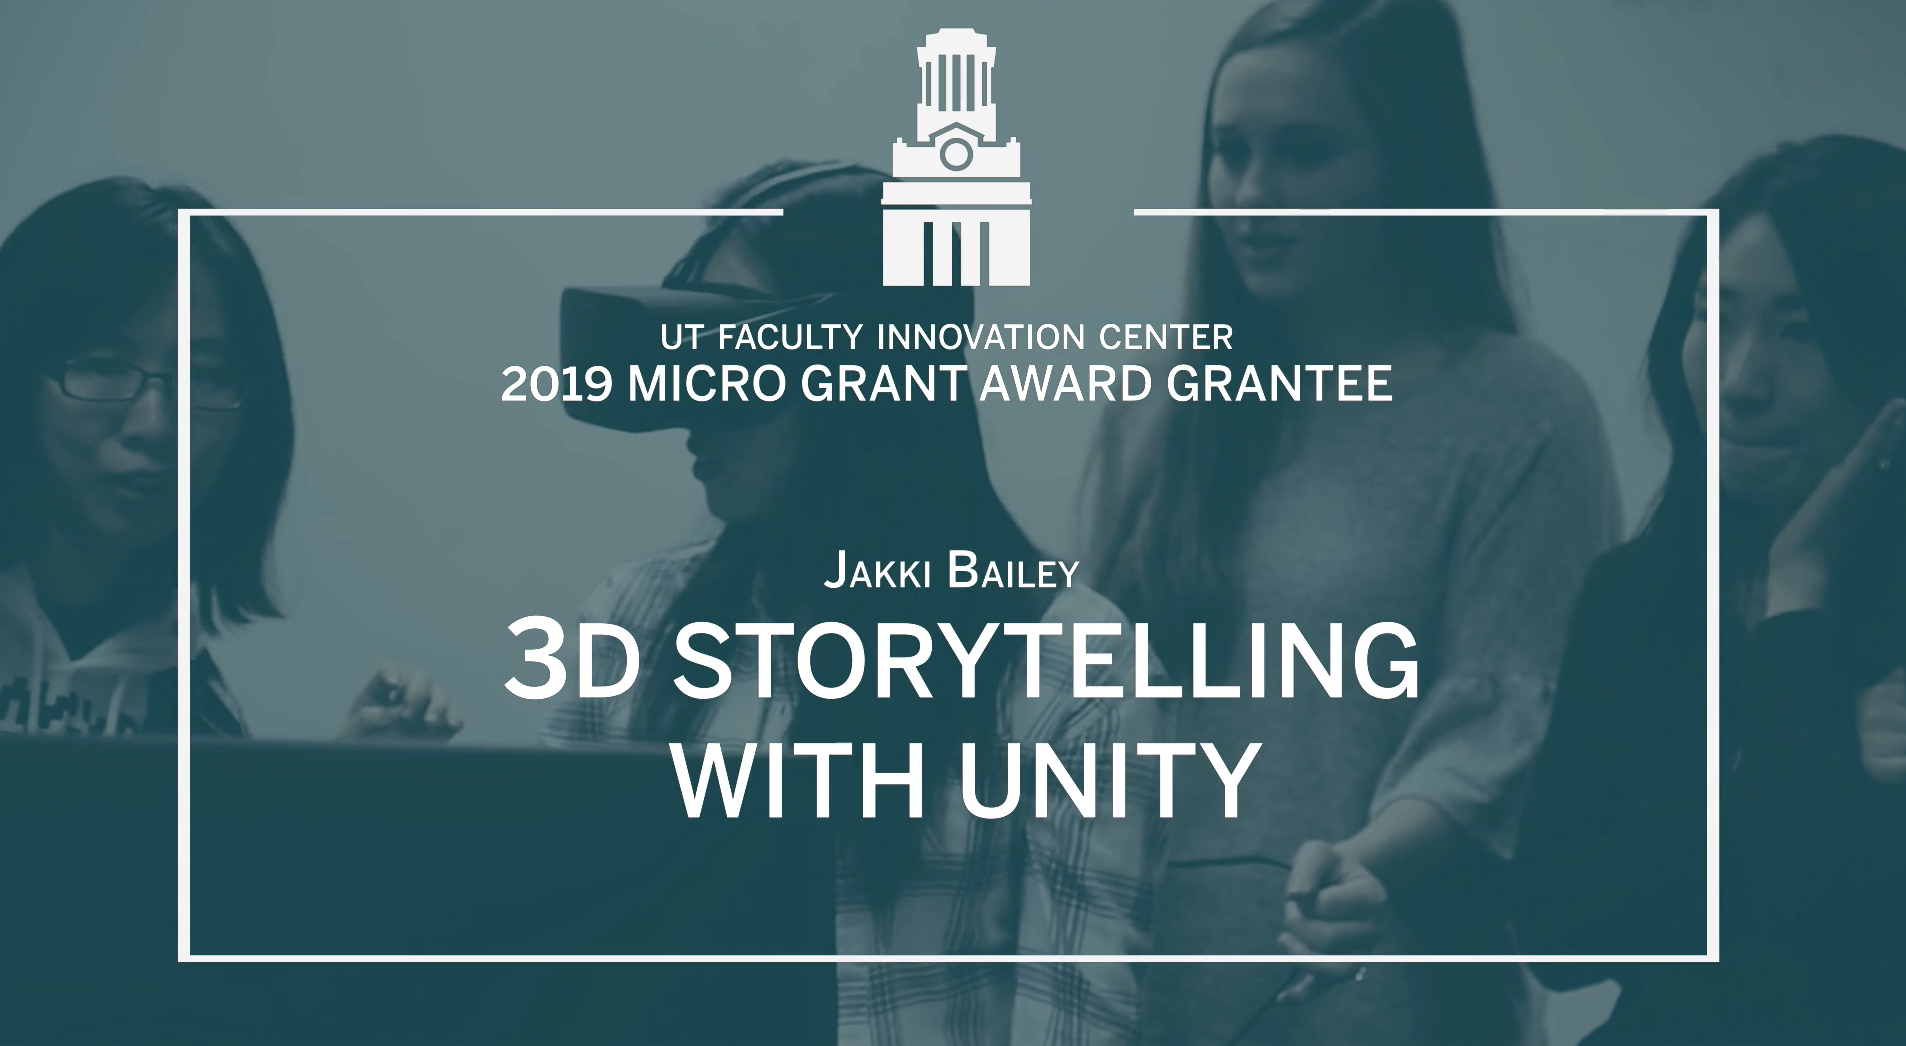 UT FACULTY INNOVATION CENTER
2019 MICRO GRANT AWARD GRANTEE
JAKKI BAILEY
3D STORYTELLING
WITH UNITY